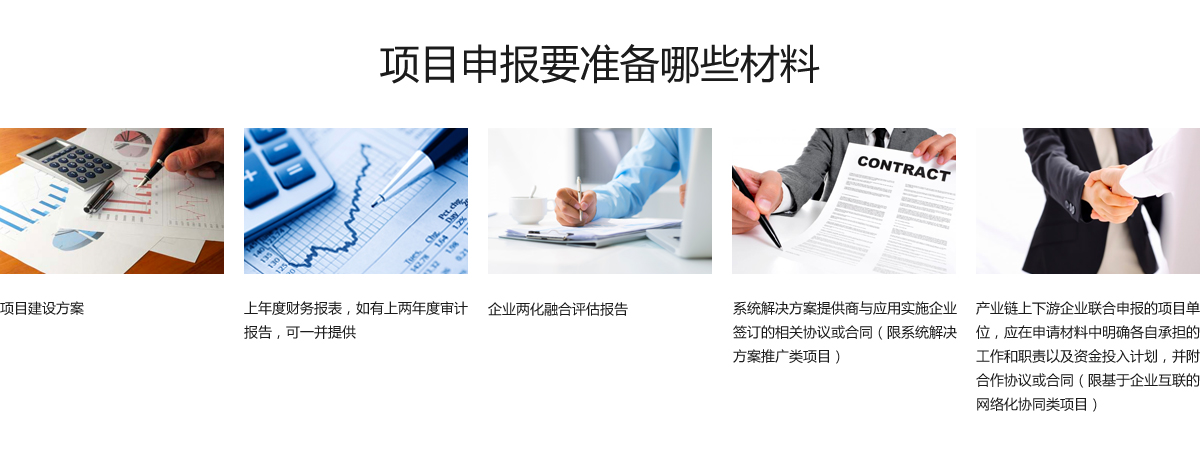 项目申报要准备哪些材料
CONTRACT
Pct.chg.
项目建设方案
上年度财务报表，如有上两年度审计
报告，可一并提供
企业两化融合评估报告
系统解决方案提供商与应用实施企业
签订的相关协议或合同（限系统解决
方案推广类项目）
产业链上下游企业联合申报的项目单
位，应在申请材料中明确各自承担的
工作和职责以及资金投入计划，并附
合作协议或合同（限基于企业互联的
网络化协同类项目）